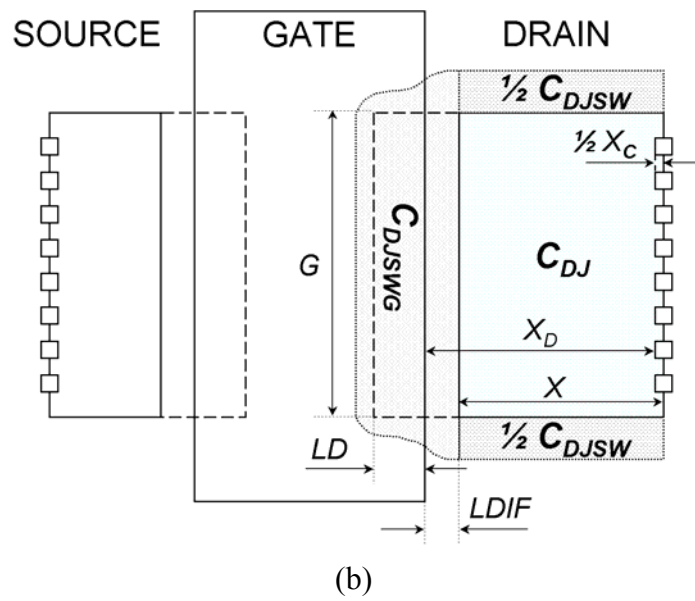 SOURCE GATE DRAIN
½ C_DJSW
½ X_C
C_DJSWG
G
C_DJ
X_D
X
LD
½ C_DJSW
LDIF
(b)